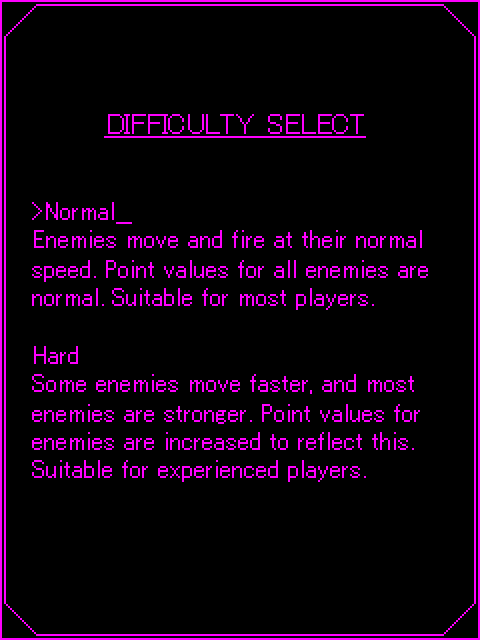 DIFFICULTY SELECT
>Normal_
Enemies move and fire at their normal
speed. Point values for all enemies are
normal. Suitable for most players.
Hard
Some enemies move faster, and most
enemies are stronger. Point values for
enemies are increased to reflect this.
Suitable for experienced players.